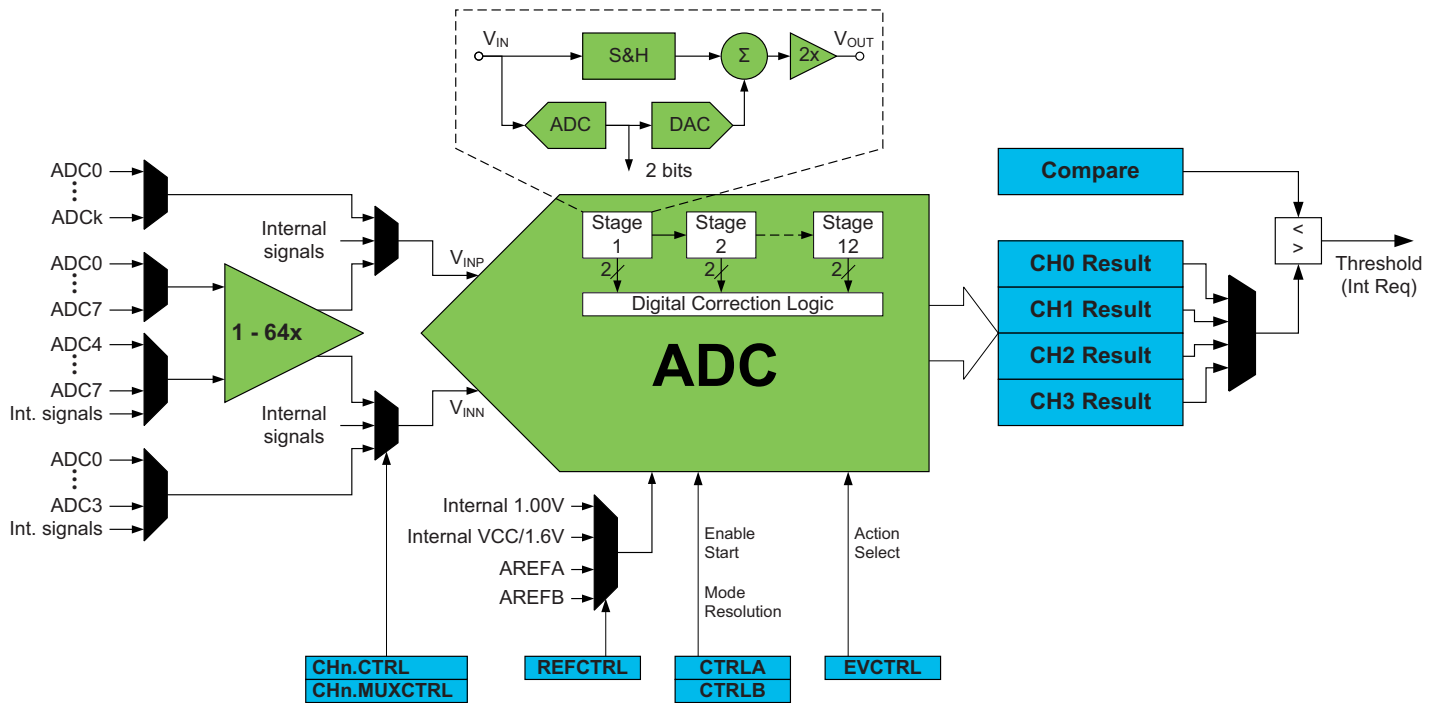 VIN
S&H
Σ
2x
VOUT
ADC
DAC
2 bits
ADC0
ADCk
Internal
signals
ADC0
ADC7
1 - 64x
ADC4
ADC7
Int. signals
Internal
signals
ADC0
ADC3
Int. signals
VINP
VINN
Stage
1
Stage
2
Stage
12
2
2
2
Digital Correction Logic
ADC
Compare
CH0 Result
CH1 Result
CH2 Result
CH3 Result
<
>
Threshold
(Int Req)
Internal 1.00V
Internal VCC/1.6V
AREFA
AREFB
Enable
Start
Mode
Resolution
Action
Select
CHn.CTRL
CHn.MUXCTRL
REFCTRL
CTRLA
CTRLB
EVCTRL